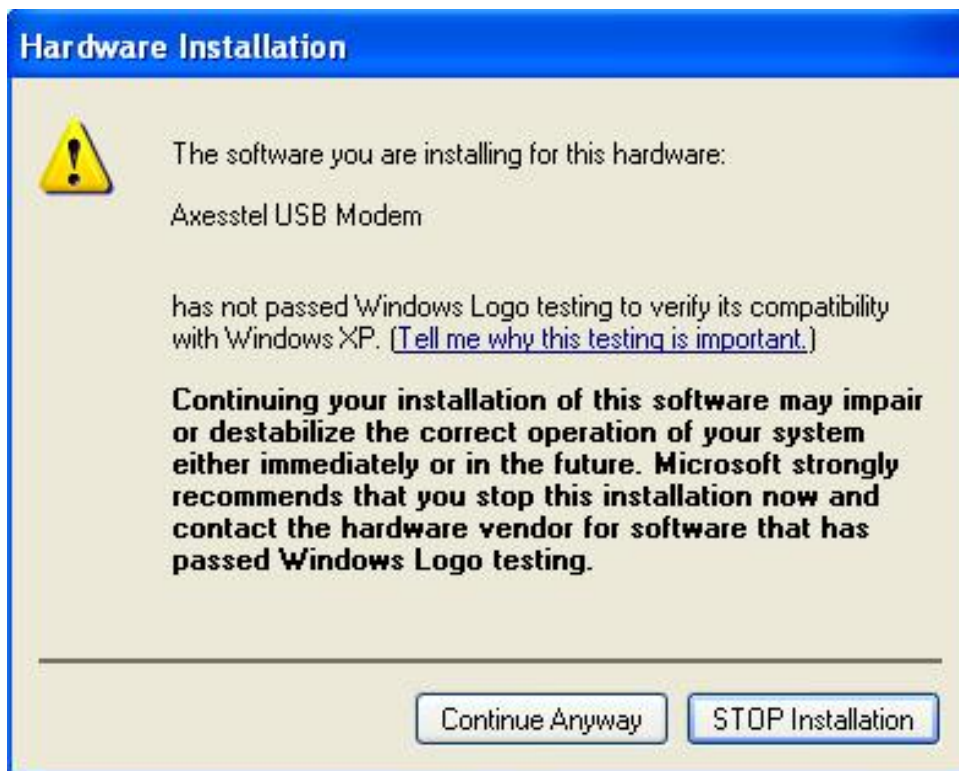 Hardware Installation
The software you are installing for this hardware:
Axesstel USB Modem
has not passed Windows Logo testing to verify its compatibility
with Windows XP. (Tell me why this testing is important.)
Continuing your installation of this software may impair
or destabilize the correct operation of your system
either immediately or in the future. Microsoft strongly
recommends that you stop this installation now and
contact the hardware vendor for software that has
passed Windows Logo testing.
Continue Anyway
STOP Installation